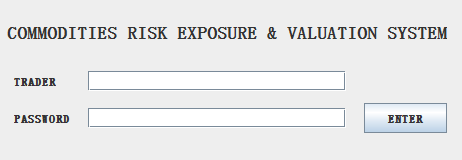 COMMODITIES RISK EXPOSURE & VALUATION SYSTEM
TRADER
PASSWORD ENTER